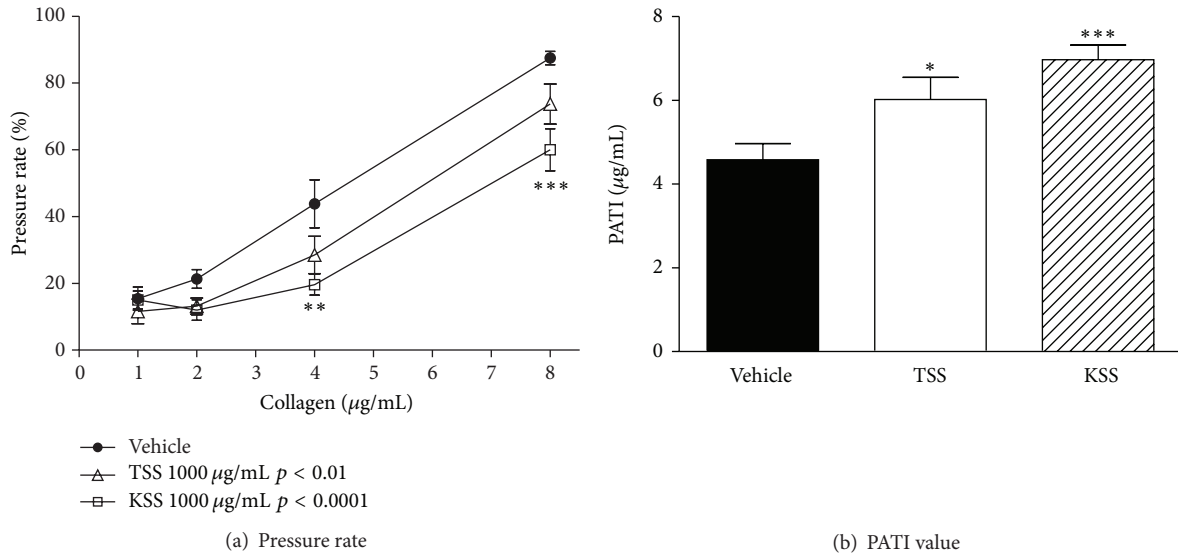 100
80
60
40
20
0
Pressure rate (%)
0 1 2 3 4 5 6 7 8
Collagen (μg/mL)
**
***
Vehicle
TSS 1000 μg/mL p < 0.01
KSS 1000 μg/mL p < 0.0001
(a) Pressure rate
8
6
4
2
0
PATI (μg/mL)
*
***
Vehicle TSS KSS
(b) PATI value